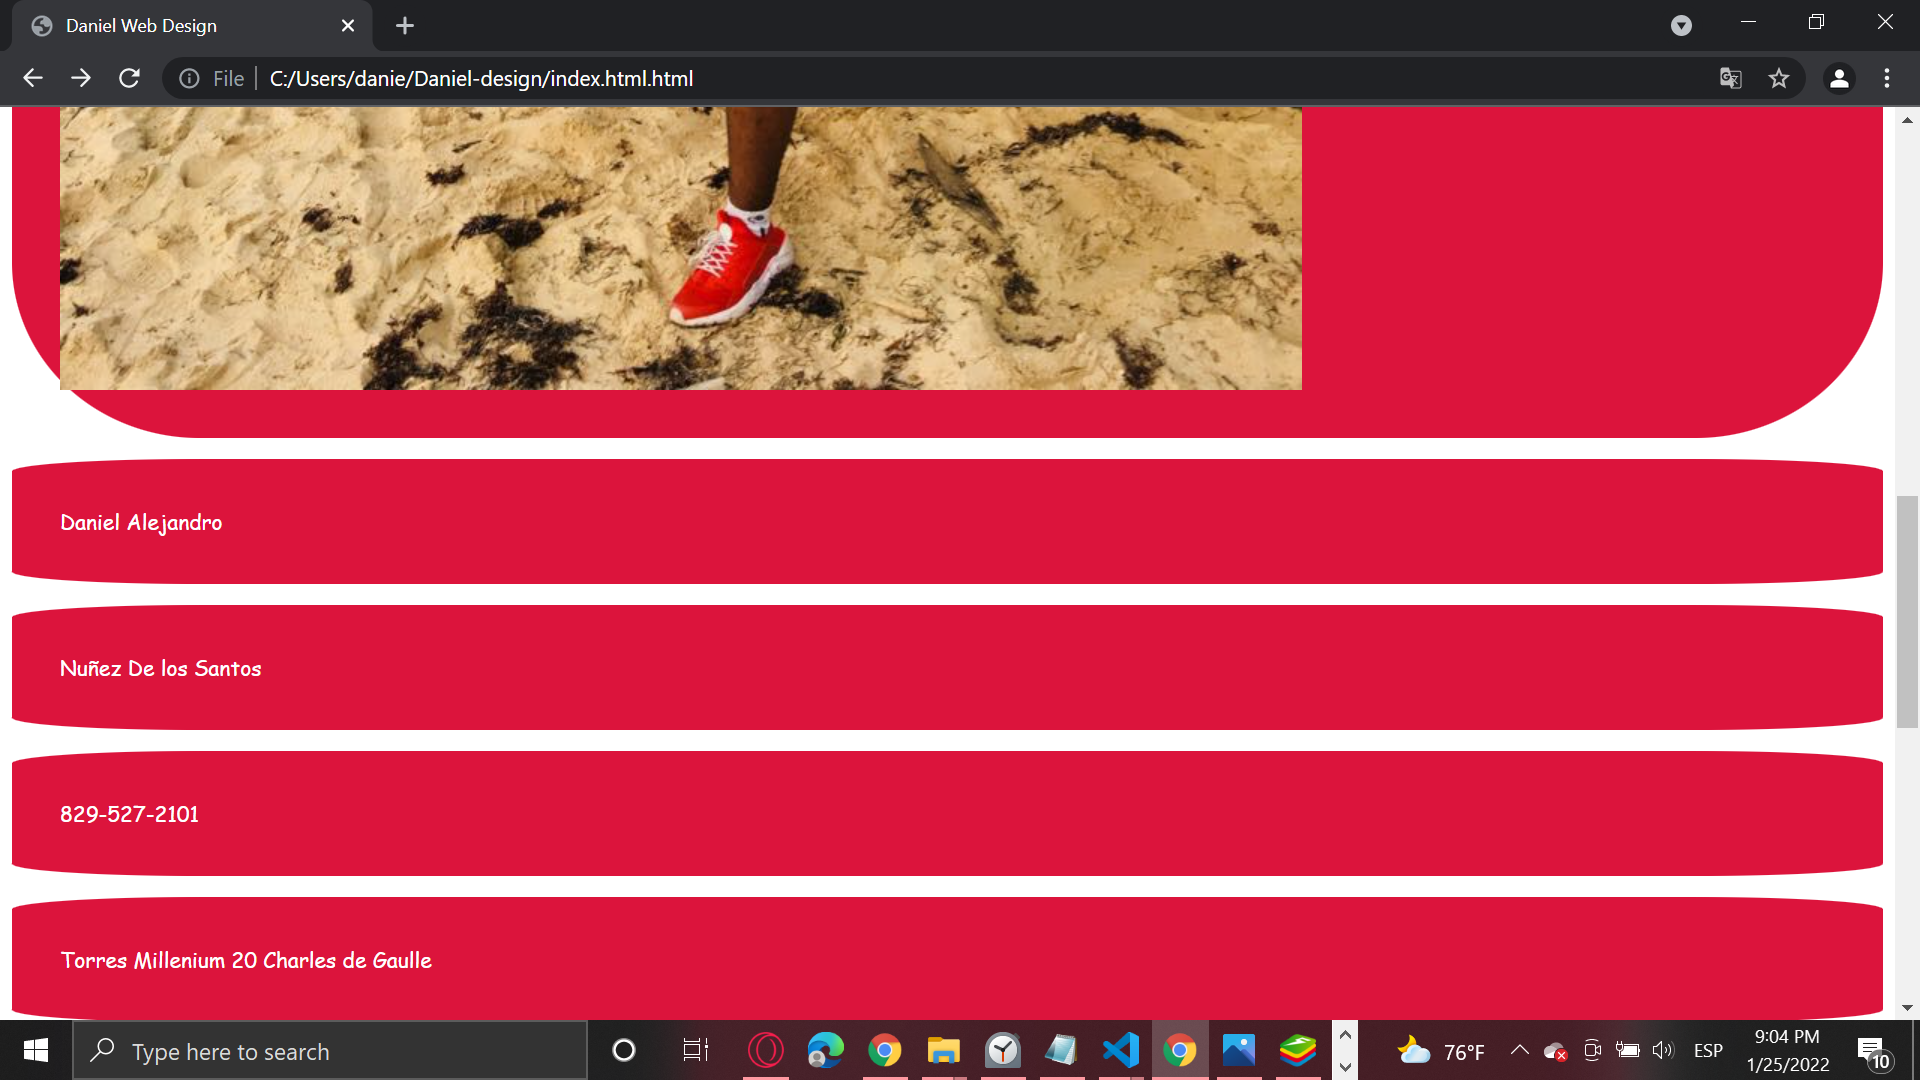 Daniel Web Design
File
C:/Users/danie/Daniel-design/index.html.html
Daniel Alejandro
Nuñez De los Santos
829-527-2101
Torres Millenium 20 Charles de Gaulle
Type here to search
76°F
ESP
9:04 PM
1/25/2022
10